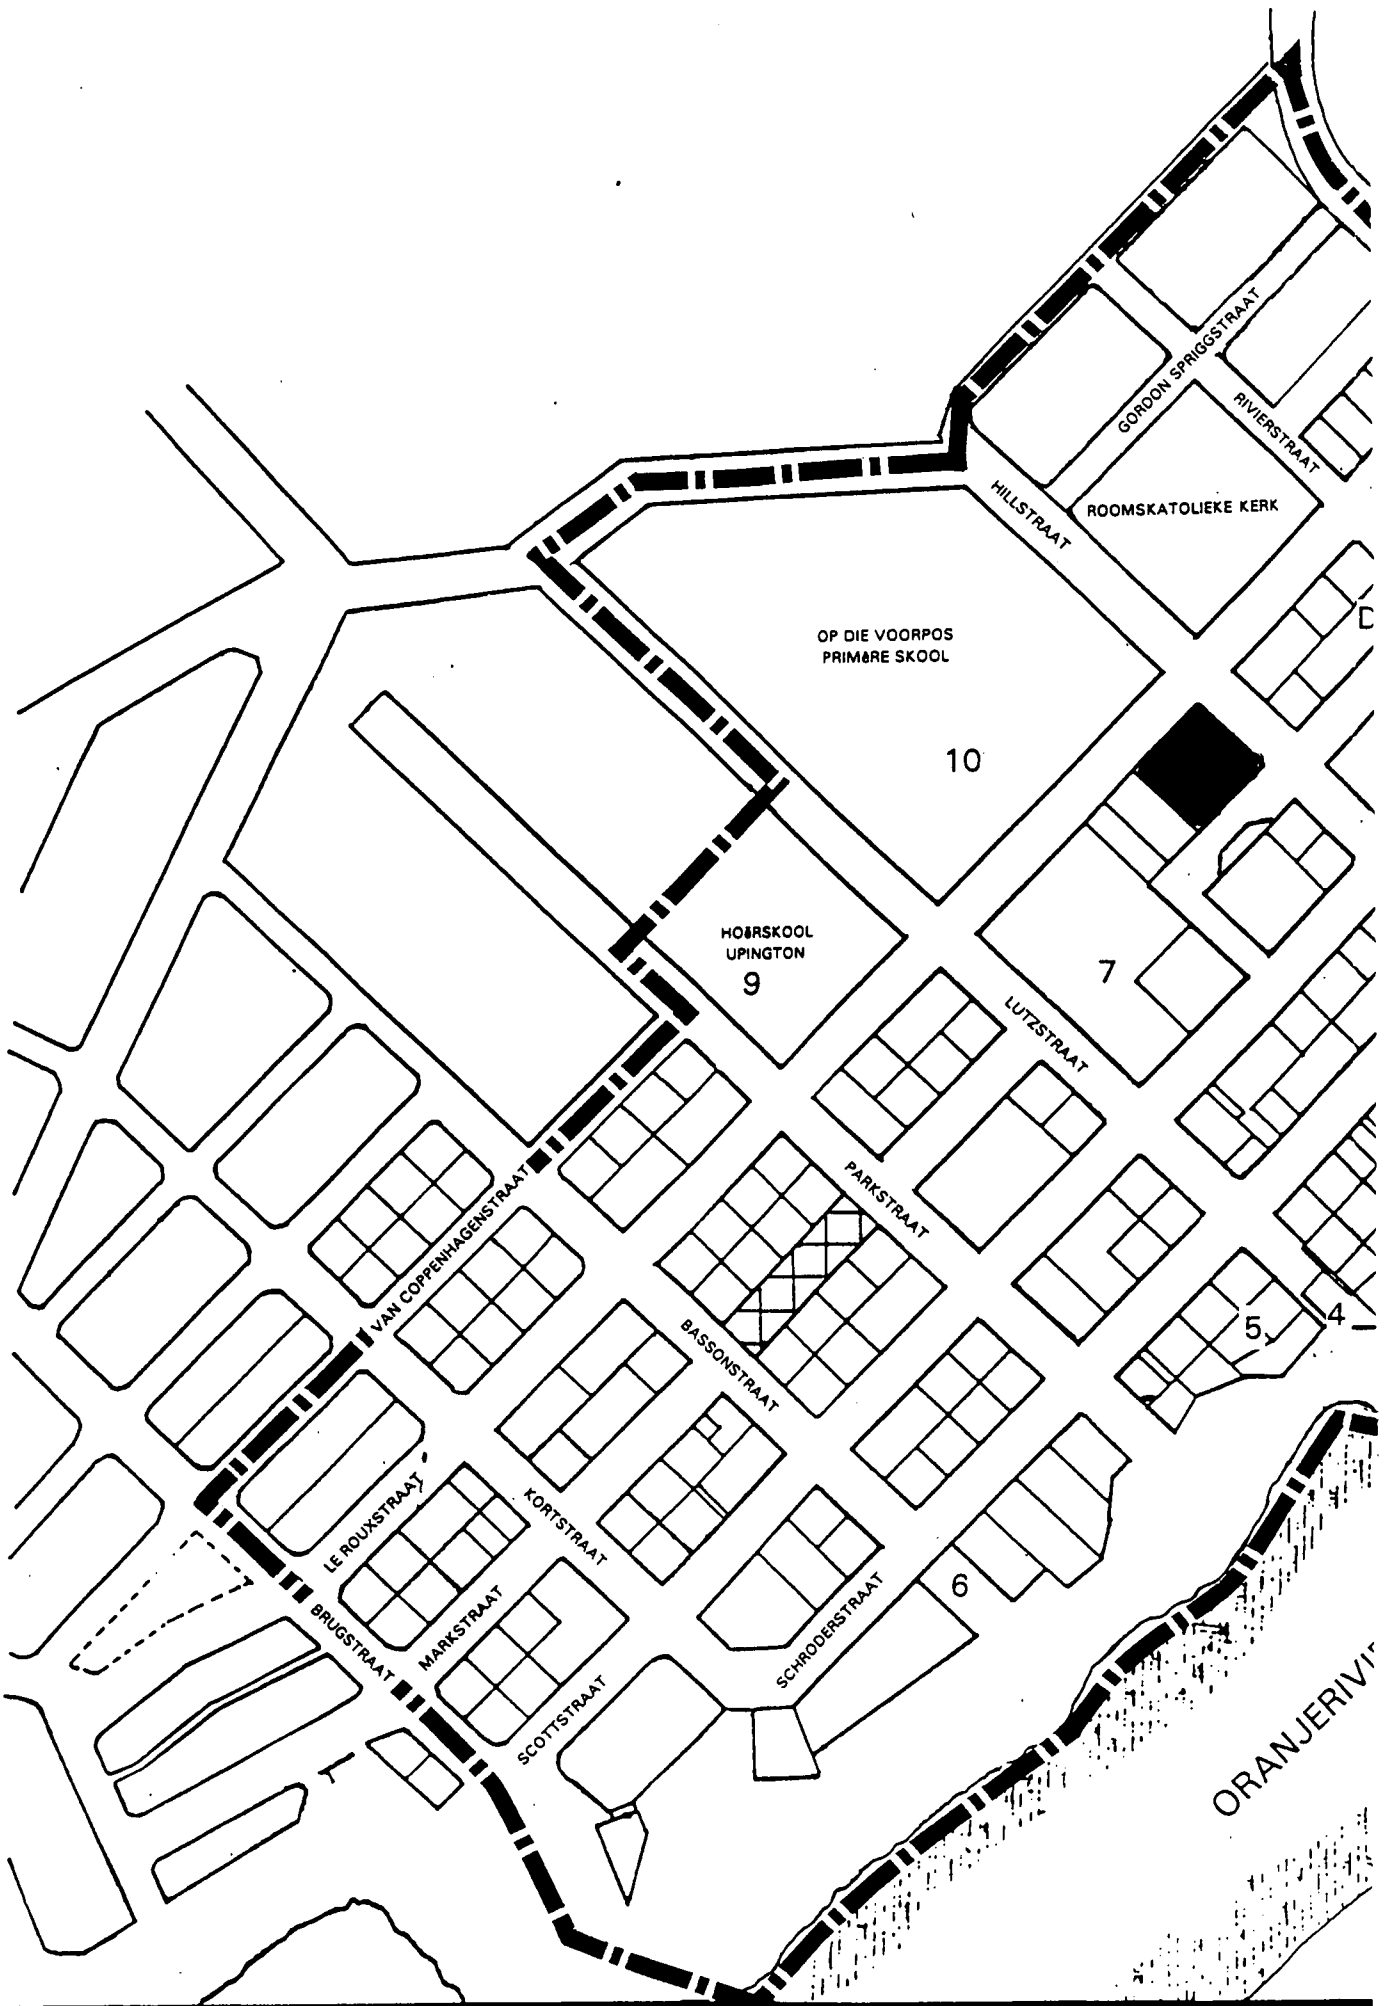 GORDON SPRIGGSTRAAT
RIVIERSTRAAT
HILLSTRAAT
ROOMSKATOLIEKE KERK
OP DIE VOORPOS
PRIMëRE SKOOL
10
HOëRSKOOL
UPINGTON
9
7
LUTZSTRAAT
PARKSTRAAT
VAN COPPENHAGENSTRAAT
BASSONSTRAAT
5
4
LE ROUXSTRAAT
KORTSTRAAT
6
BRUGSTRAAT
MARKSTRAAT
SCHRODERSTRAAT
SCOTTSTRAAT
ORANJERIVI